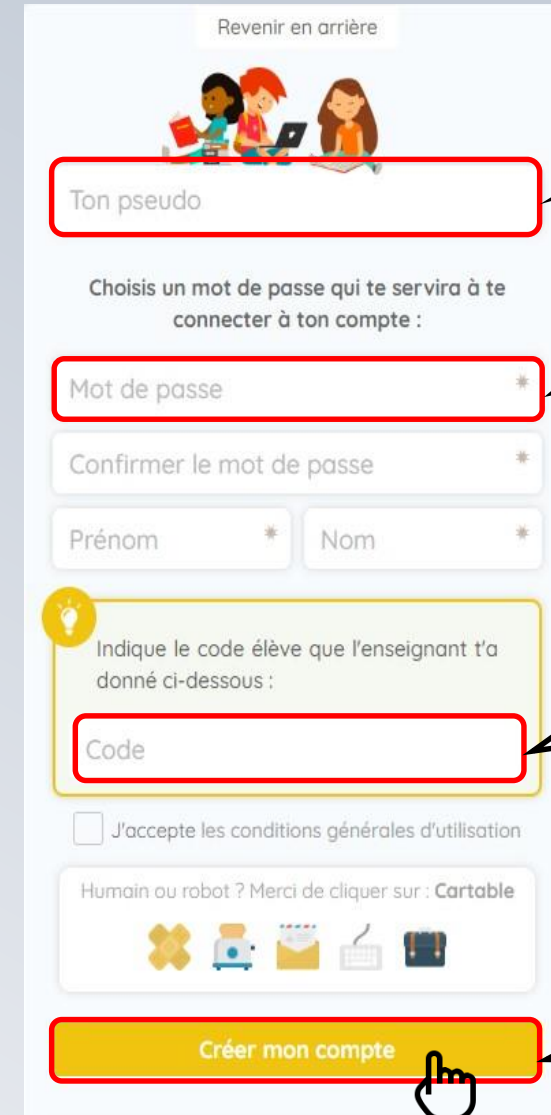 Revenir en arrière
Ton pseudo
Choisis un mot de passe qui te servira à te
connecter à ton compte :
Mot de passe *
Confirmer le mot de passe *
Prénom * Nom *
Indique le code élève que l'enseignant t'a
donné ci-dessous :
Code
J'accepte les conditions générales d'utilisation
Humain ou robot ? Merci de cliquer sur : Cartable
Créer mon compte